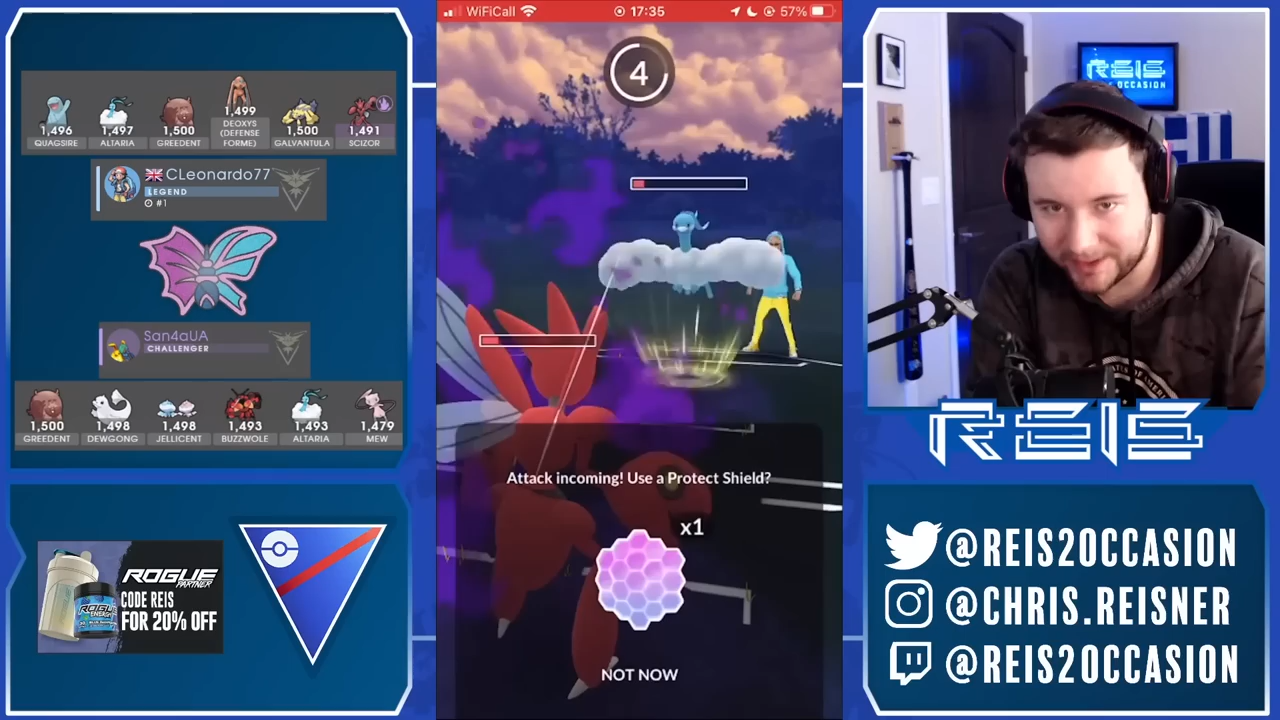 1,496
QUAGSIRE
1,497
ALTARIA
1,500
GREEDENT
1,499
DEOXYS
(DEFENSE
FORME)
1,500
GALVANTULA
1,491
SCIZOR
CLeonardo77
LEGEND
#1
San4aUA
CHALLENGER
1,500
GREEDENT
1,498
DEWGONG
1,498
JELLICENT
1,493
BUZZWOLE
1,493
ALTARIA
1,479
MEW
ROGUE
PARTNER
CODE REIS
FOR 20% OFF
ROGUE
ENERGY
WiFiCall
17:35
57%
4
Attack incoming! Use a Protect Shield?
x1
NOT NOW
REIS
OCCASION
REIS
@REIS2OCCASION
@CHRIS.REISNER
@REIS2OCCASION